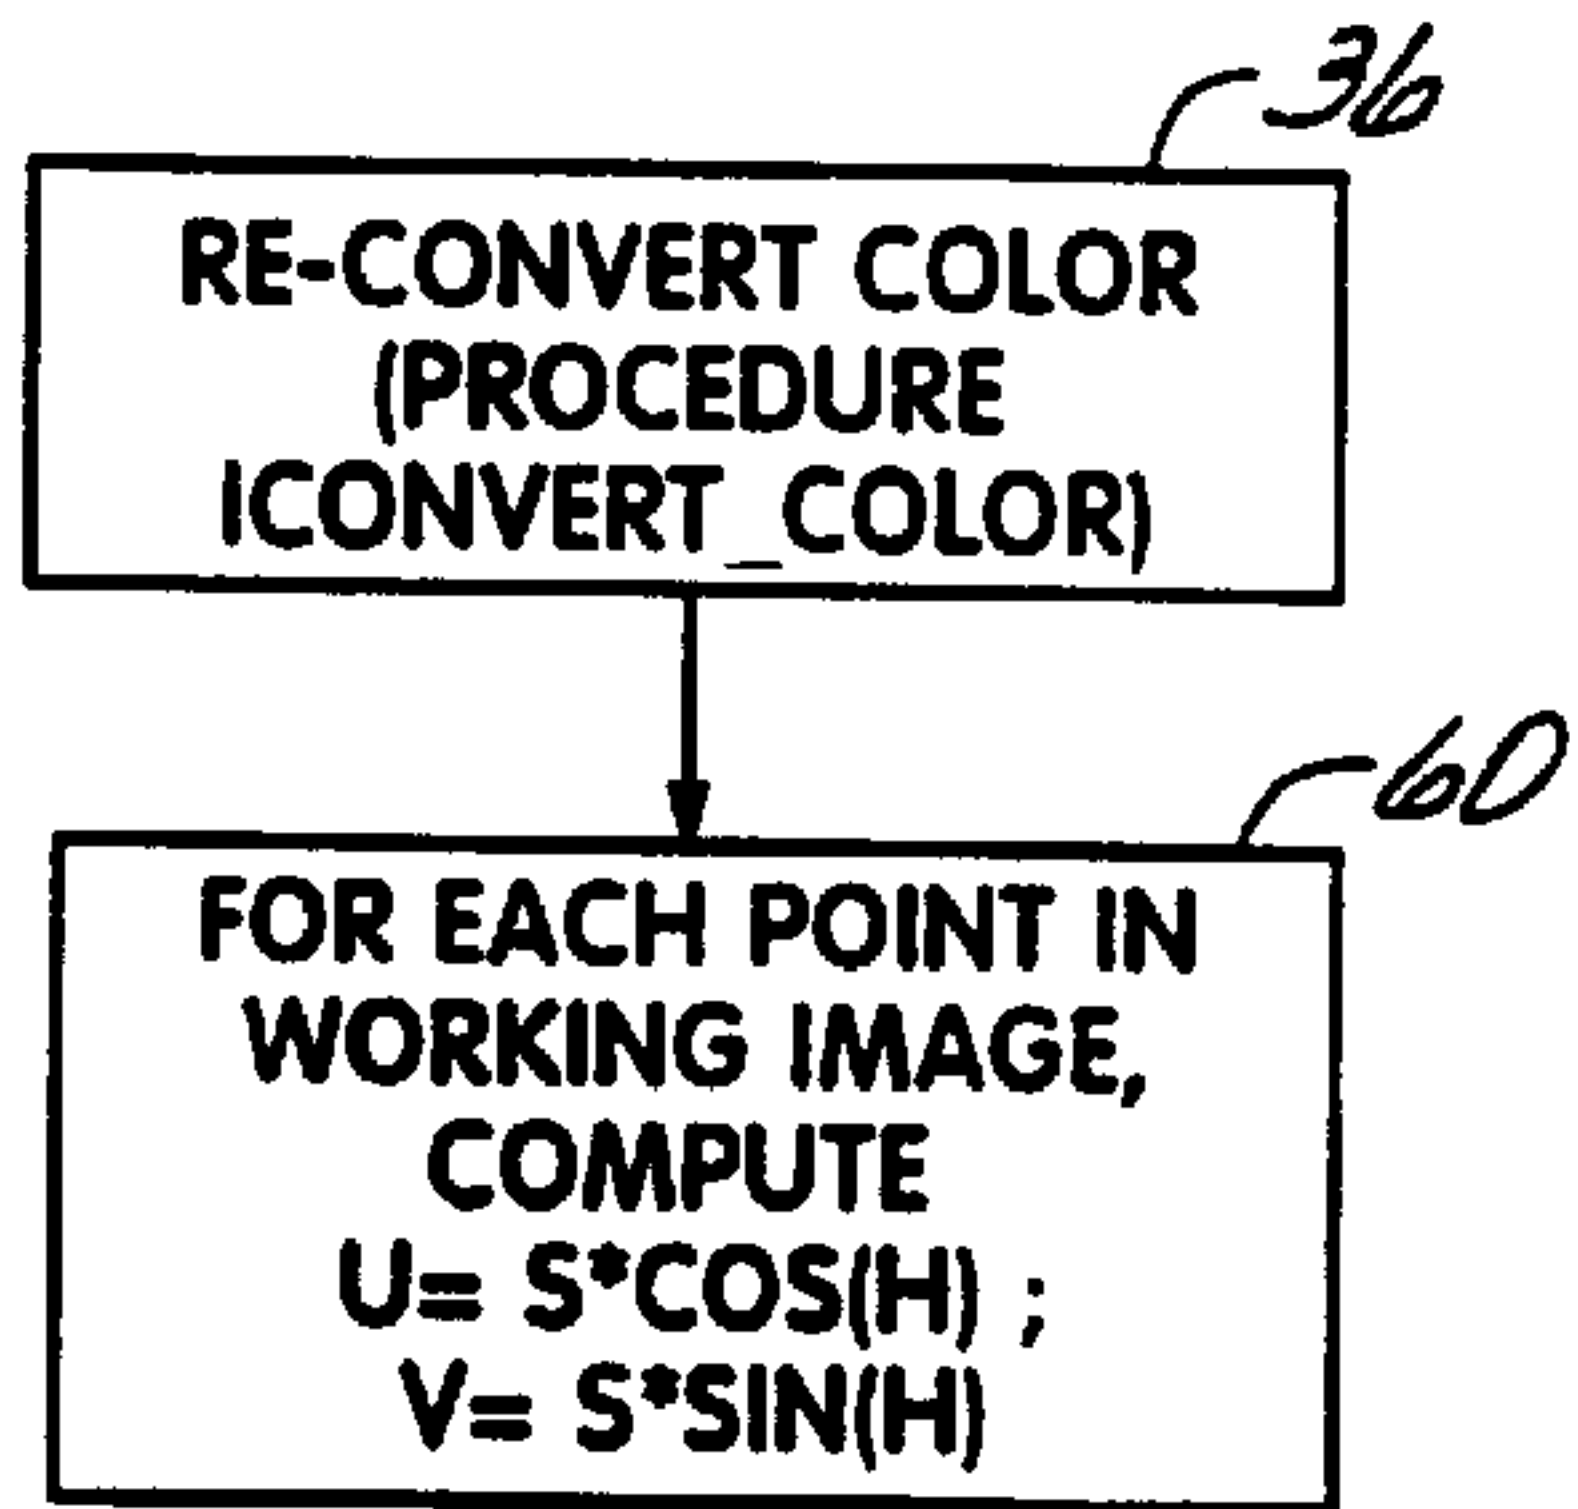 36
RE-CONVERT COLOR
(PROCEDURE
ICONVERT_COLOR)
60
FOR EACH POINT IN
WORKING IMAGE,
COMPUTE
U= S*COS(H) ;
V= S*SIN(H)